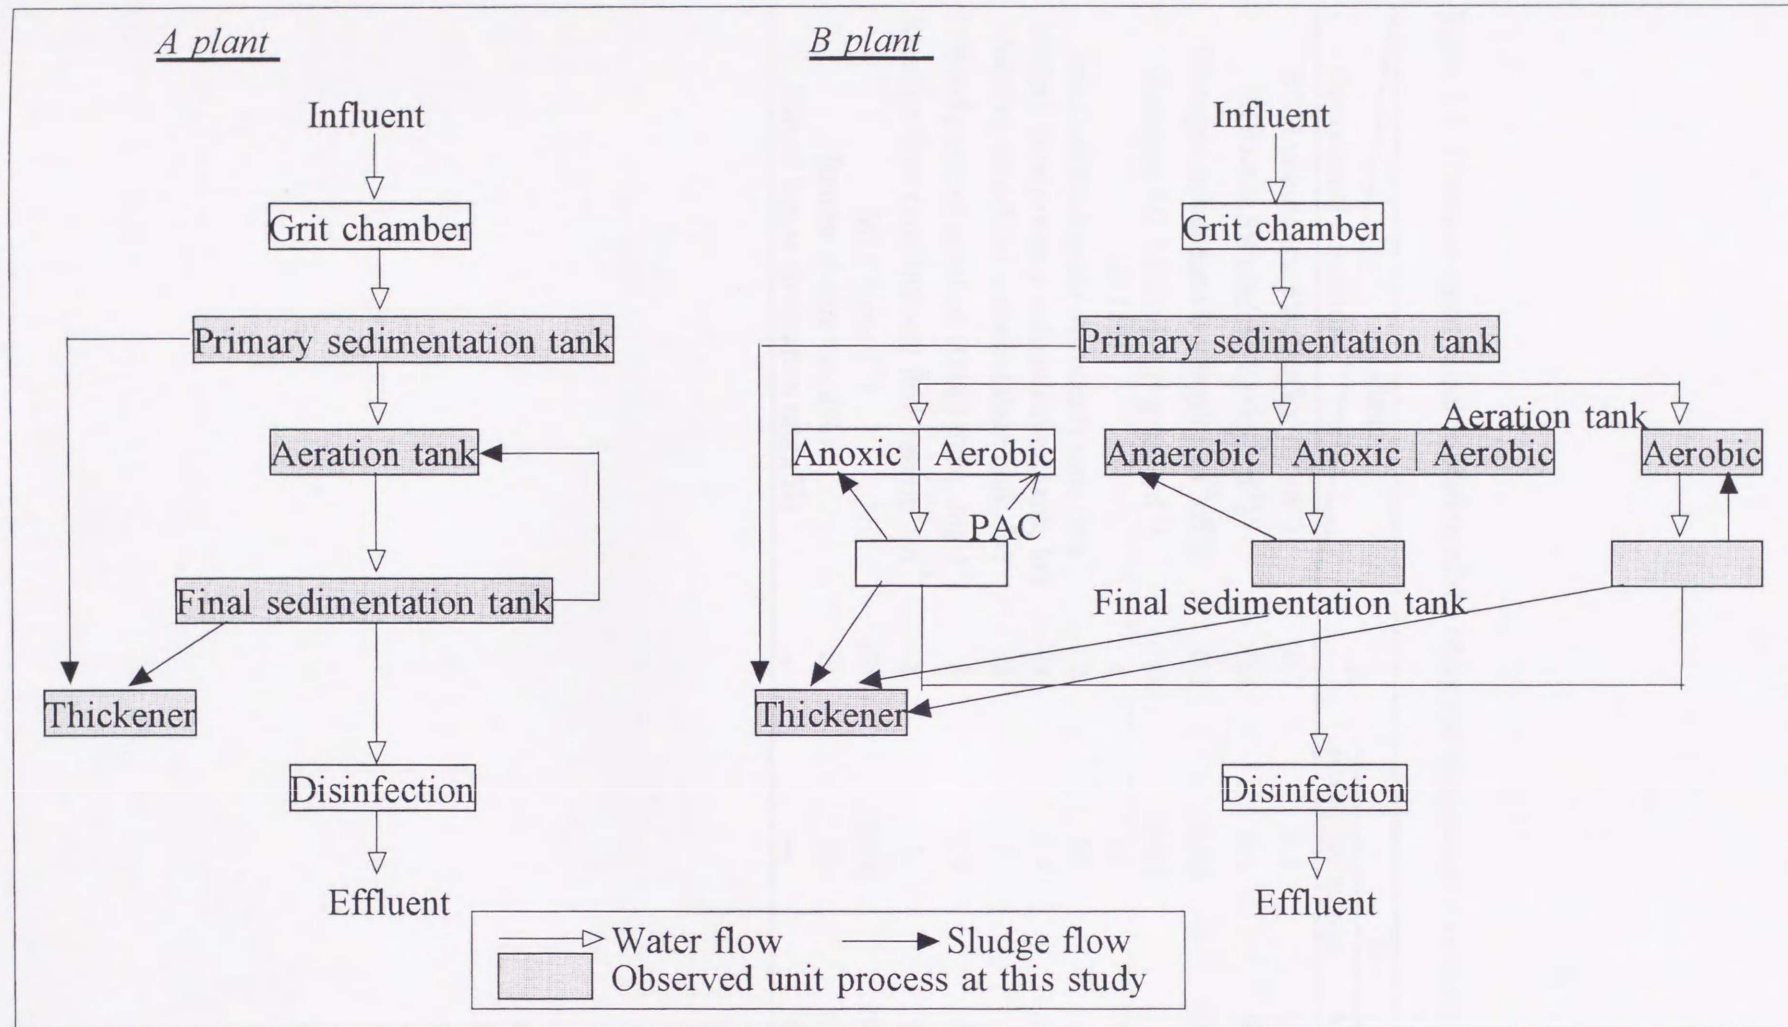 A plant
Influent
Grit chamber
Primary sedimentation tank
Aeration tank
Final sedimentation tank
Thickener
Disinfection
Effluent
B plant
Influent
Grit chamber
Primary sedimentation tank
Aeration tank
Anoxic Aerobic
Anaerobic Anoxic Aerobic
Aerobic
PAC
Final sedimentation tank
Thickener
Disinfection
Effluent
Water flow Sludge flow
Observed unit process at this study